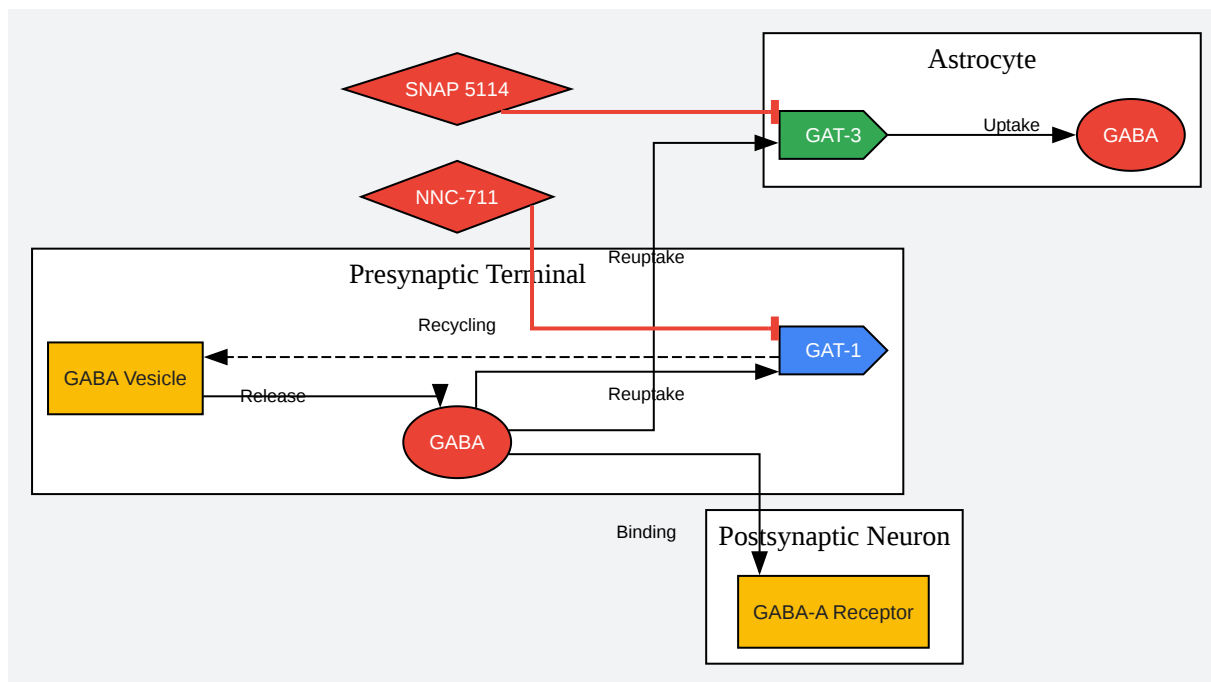 Astrocyte
SNAP 5114
GAT-3
Uptake
GABA
NNC-711
Reuptake
Presynaptic Terminal
Recycling
GAT-1
GABA Vesicle
Release
Reuptake
GABA
Binding
Postsynaptic Neuron
GABA-A Receptor